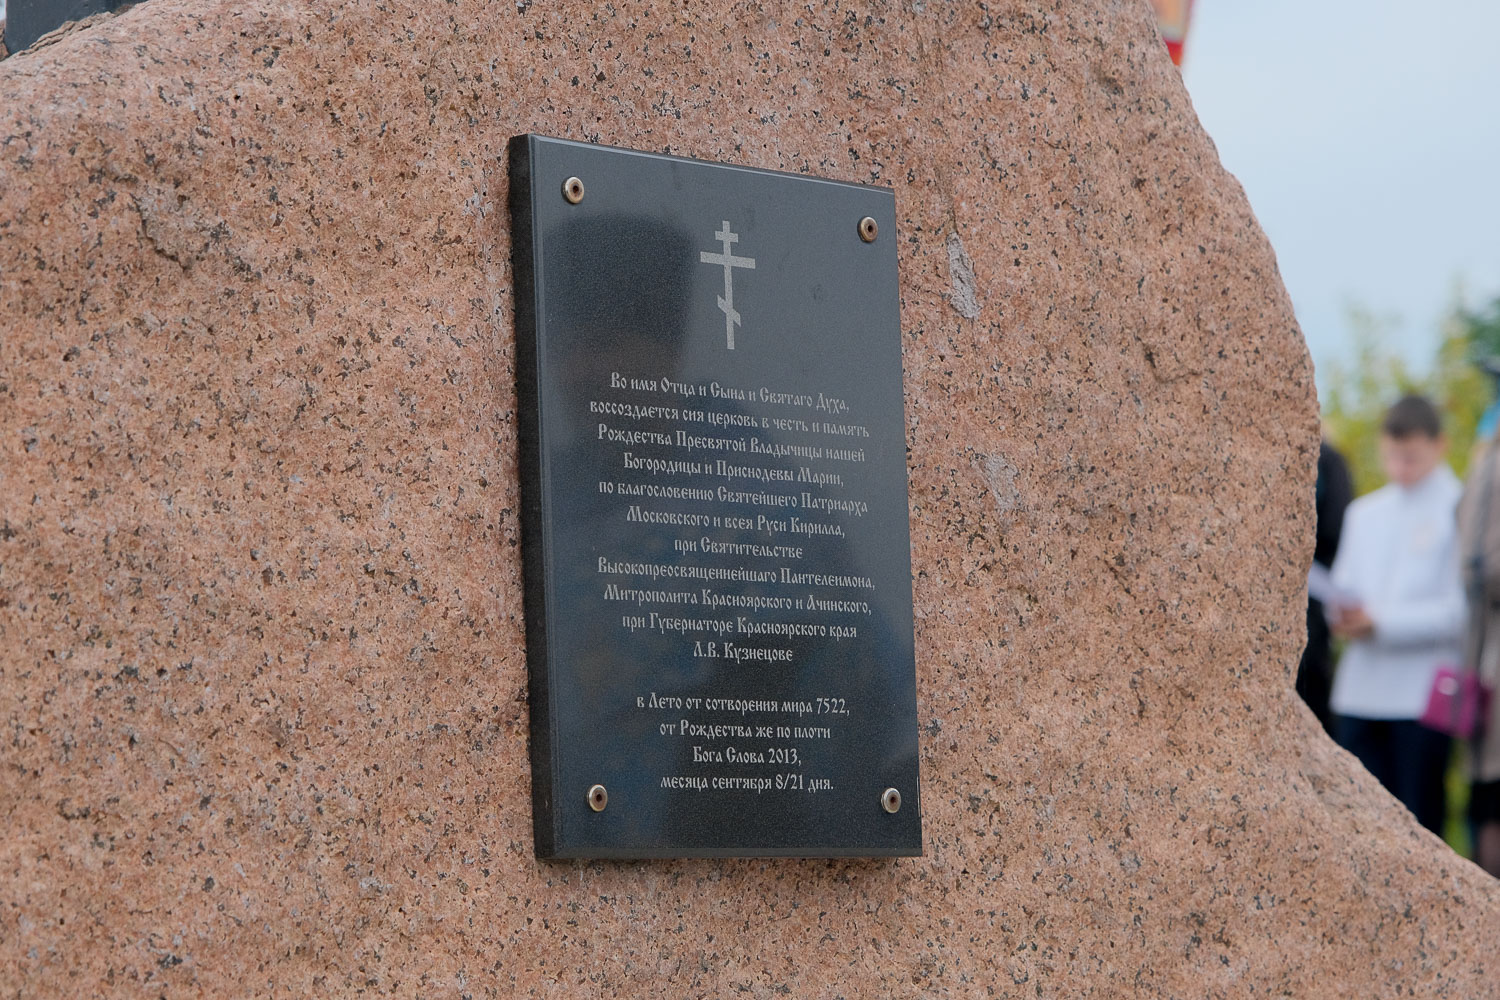 Во имя Отца и Сына и Святаго Духа,
воссоздается сия церковь в честь и память
Рождества Пресвятой Владычицы нашей
Богородицы и Приснодевы Марии,
по благословению Святейшего Патриарха
Московского и всея Руси Кирилла,
при Святительстве
Высокопреосвященнейшаго Пантелеимона,
Митрополита Красноярского и Ачинского,
при Губернаторе Красноярского края
Л.В. Кузнецове
в Лето от сотворения мира 7522,
от Рождества же по плоти
Бога Слова 2013,
месяца сентября 8/21 дня.